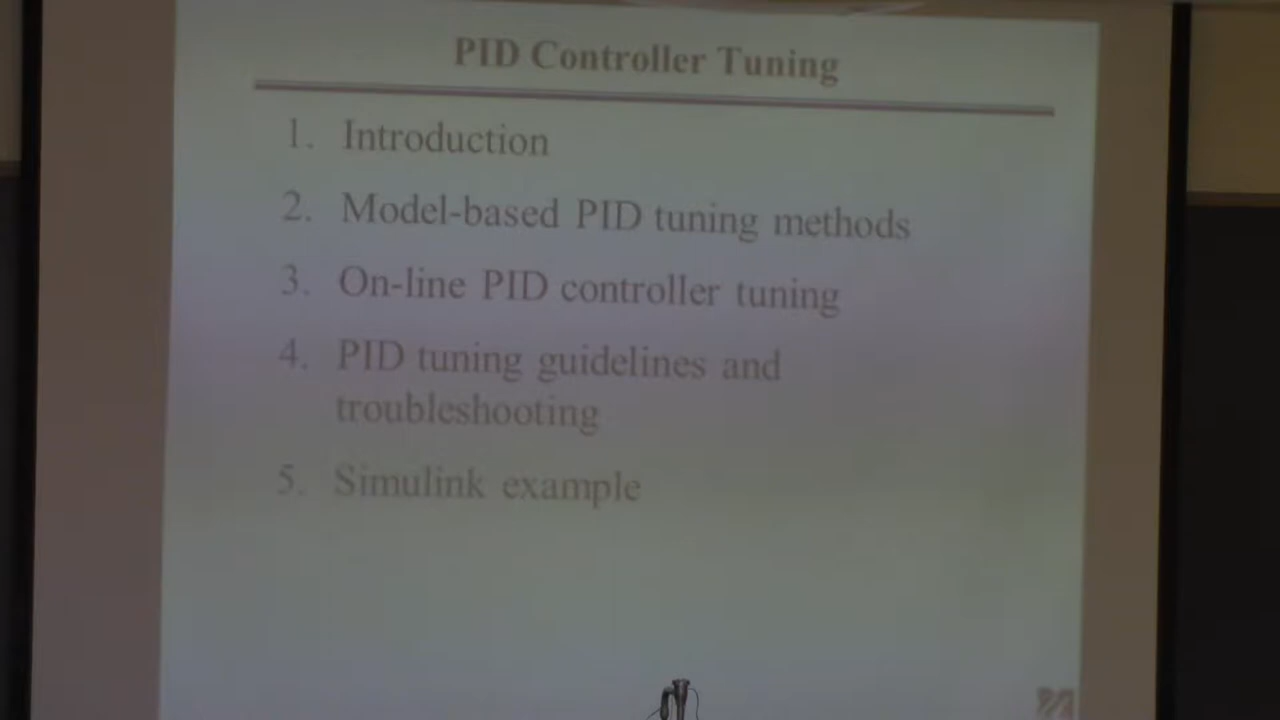 PID Controller Tuning
1. Introduction
2. Model-based PID tuning methods
3. On-line PID controller tuning
4. PID tuning guidelines and
troubleshooting
5. Simulink example